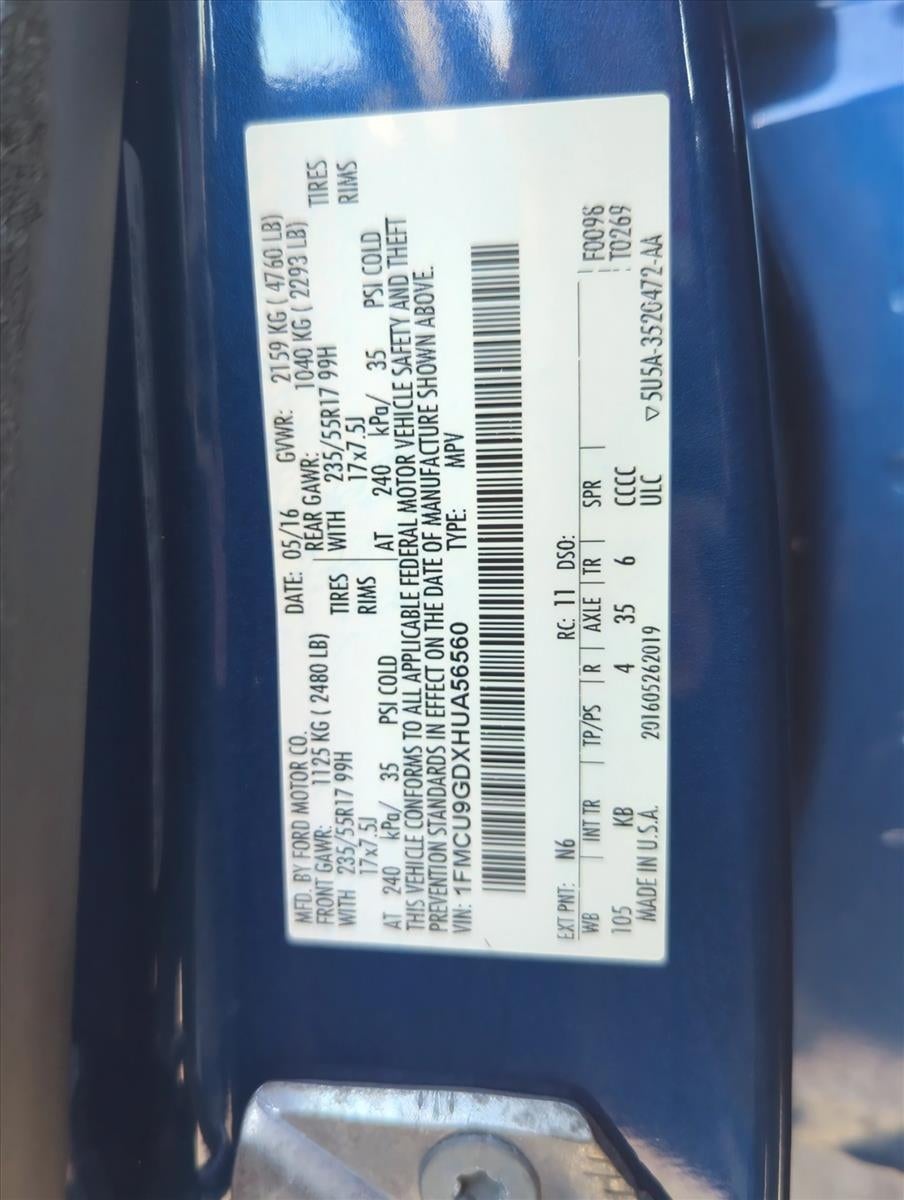 MFD. BY FORD MOTOR CO. DATE: 05/16 GVWR: 2159 KG ( 4760 LB)
FRONT GAWR: 1125 KG ( 2480 LB) REAR GAWR: 1040 KG ( 2293 LB)
WITH 235/55R17 99H TIRES WITH 235/55R17 99H TIRES
17x7.5J RIMS 17x7.5J RIMS
AT 240 kPa/ 35 PSI COLD AT 240 kPa/ 35 PSI COLD
THIS VEHICLE CONFORMS TO ALL APPLICABLE FEDERAL MOTOR VEHICLE SAFETY AND THEFT
PREVENTION STANDARDS IN EFFECT ON THE DATE OF MANUFACTURE SHOWN ABOVE.
VIN: 1FMCU9GDXHUA56560 TYPE: MPV
EXT PNT: N6 RC: 11 DSO: F0098
WB INT TR TP/PS R AXLE TR SPR T0269
105 KB 4 35 6 CCCC
MADE IN U.S.A. 201605262019 ULC ▽5U5A-3520472-AA